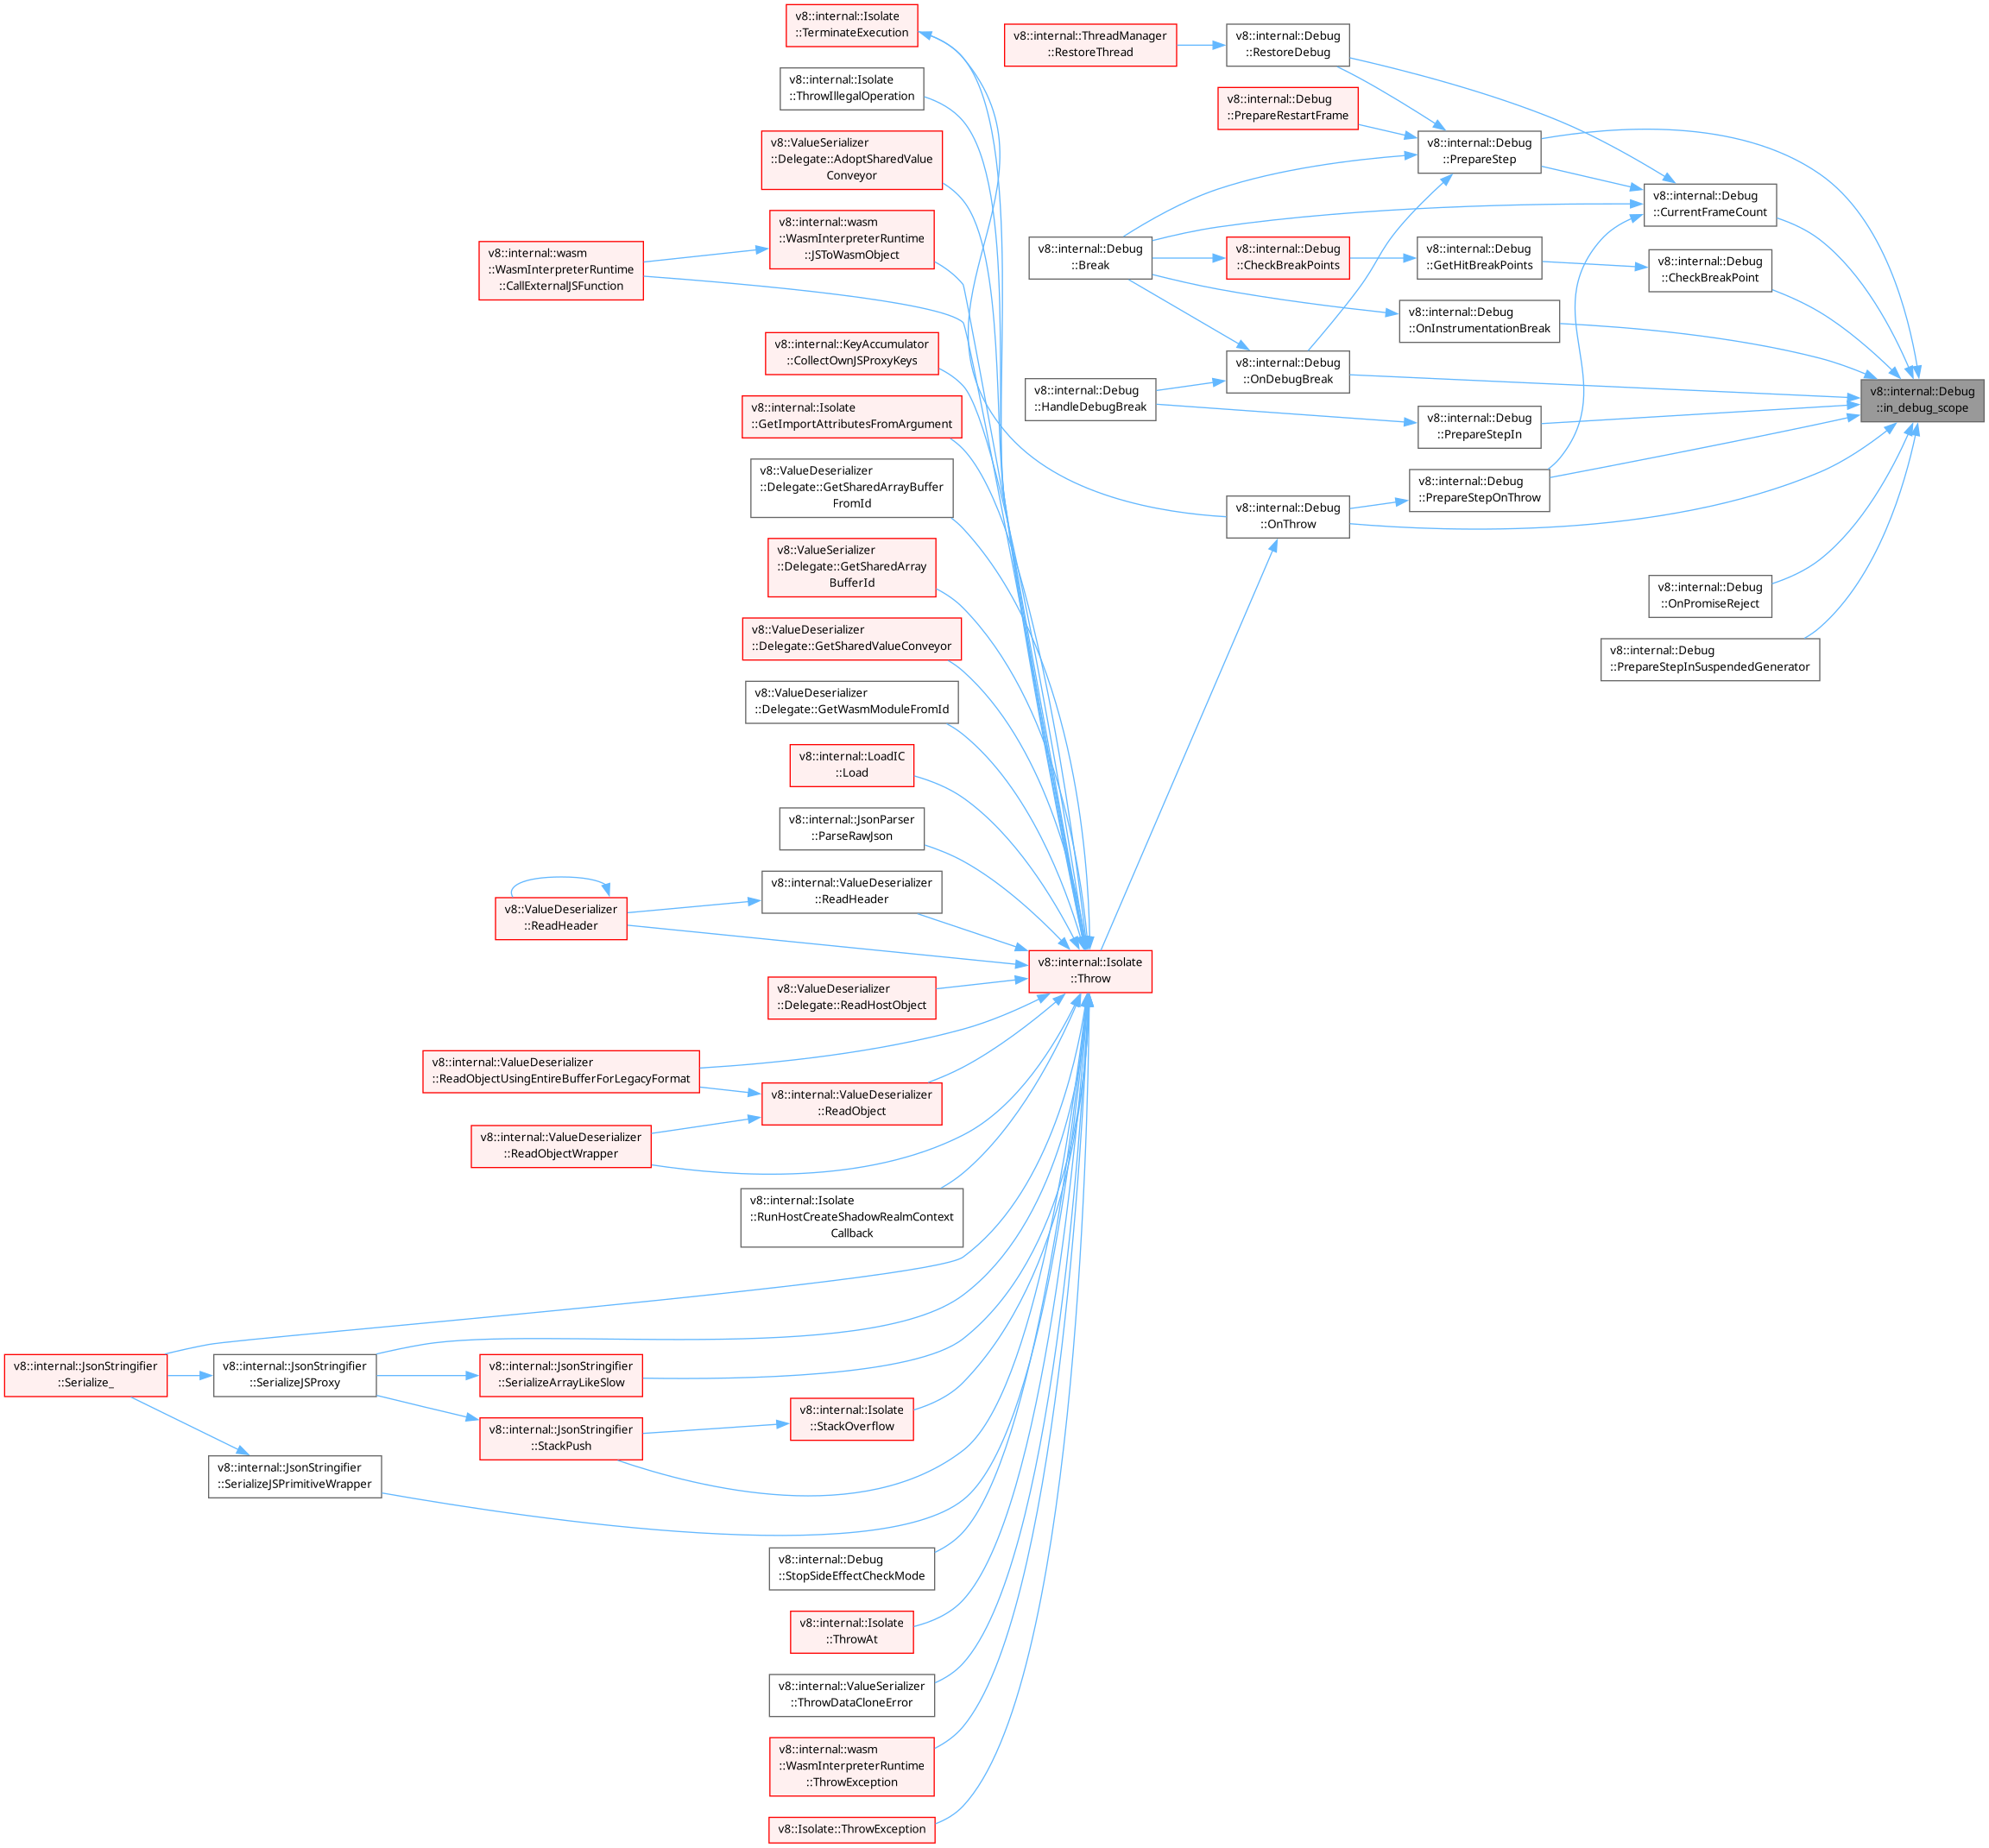 v8::internal::Isolate
::TerminateExecution
v8::internal::ThreadManager
::RestoreThread
v8::internal::Debug
::RestoreDebug
v8::internal::Isolate
::ThrowIllegalOperation
v8::internal::Debug
::PrepareRestartFrame
v8::internal::Debug
::PrepareStep
v8::ValueSerializer
::Delegate::AdoptSharedValue
Conveyor
v8::internal::Debug
::CurrentFrameCount
v8::internal::wasm
::WasmInterpreterRuntime
::JSToWasmObject
v8::internal::wasm
::WasmInterpreterRuntime
::CallExternalJSFunction
v8::internal::Debug
::Break
v8::internal::Debug
::CheckBreakPoints
v8::internal::Debug
::GetHitBreakPoints
v8::internal::Debug
::CheckBreakPoint
v8::internal::Debug
::OnInstrumentationBreak
v8::internal::KeyAccumulator
::CollectOwnJSProxyKeys
v8::internal::Debug
::OnDebugBreak
v8::internal::Debug
::HandleDebugBreak
v8::internal::Debug
::in_debug_scope
v8::internal::Isolate
::GetImportAttributesFromArgument
v8::internal::Debug
::PrepareStepIn
v8::ValueDeserializer
::Delegate::GetSharedArrayBuffer
FromId
v8::internal::Debug
::PrepareStepOnThrow
v8::internal::Debug
::OnThrow
v8::ValueSerializer
::Delegate::GetSharedArray
BufferId
v8::internal::Debug
::OnPromiseReject
v8::ValueDeserializer
::Delegate::GetSharedValueConveyor
v8::internal::Debug
::PrepareStepInSuspendedGenerator
v8::ValueDeserializer
::Delegate::GetWasmModuleFromId
v8::internal::LoadIC
::Load
v8::internal::JsonParser
::ParseRawJson
v8::internal::ValueDeserializer
::ReadHeader
v8::ValueDeserializer
::ReadHeader
v8::internal::Isolate
::Throw
v8::ValueDeserializer
::Delegate::ReadHostObject
v8::internal::ValueDeserializer
::ReadObjectUsingEntireBufferForLegacyFormat
v8::internal::ValueDeserializer
::ReadObject
v8::internal::ValueDeserializer
::ReadObjectWrapper
v8::internal::Isolate
::RunHostCreateShadowRealmContext
Callback
v8::internal::JsonStringifier
::Serialize_
v8::internal::JsonStringifier
::SerializeJSProxy
v8::internal::JsonStringifier
::SerializeArrayLikeSlow
v8::internal::Isolate
::StackOverflow
v8::internal::JsonStringifier
::StackPush
v8::internal::JsonStringifier
::SerializeJSPrimitiveWrapper
v8::internal::Debug
::StopSideEffectCheckMode
v8::internal::Isolate
::ThrowAt
v8::internal::ValueSerializer
::ThrowDataCloneError
v8::internal::wasm
::WasmInterpreterRuntime
::ThrowException
v8::Isolate::ThrowException